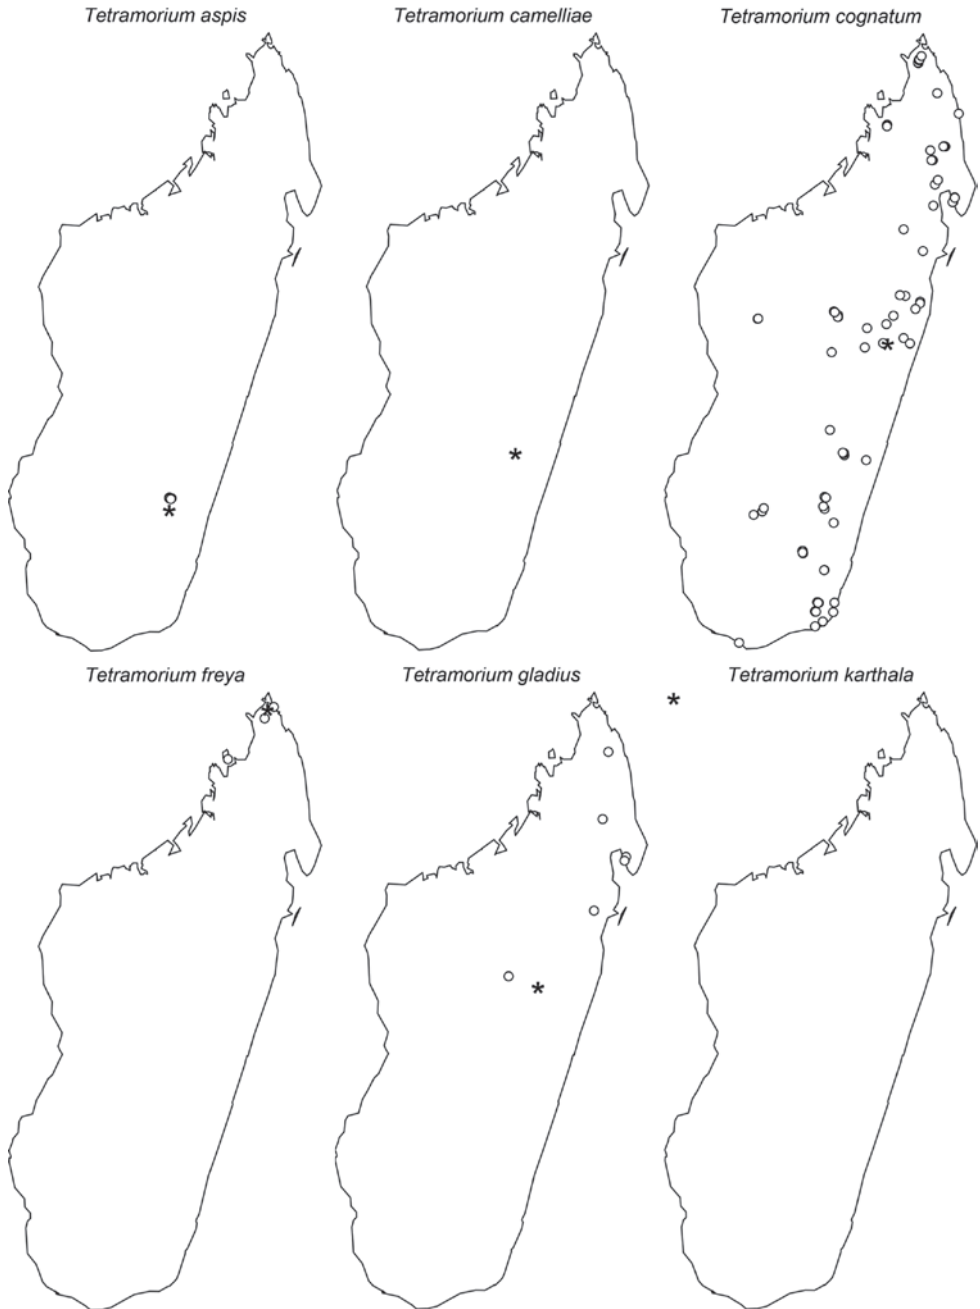 Tetramorium aspis
Tetramorium camelliae
Tetramorium cognatum
Tetramorium freya
Tetramorium gladius
Tetramorium karthala